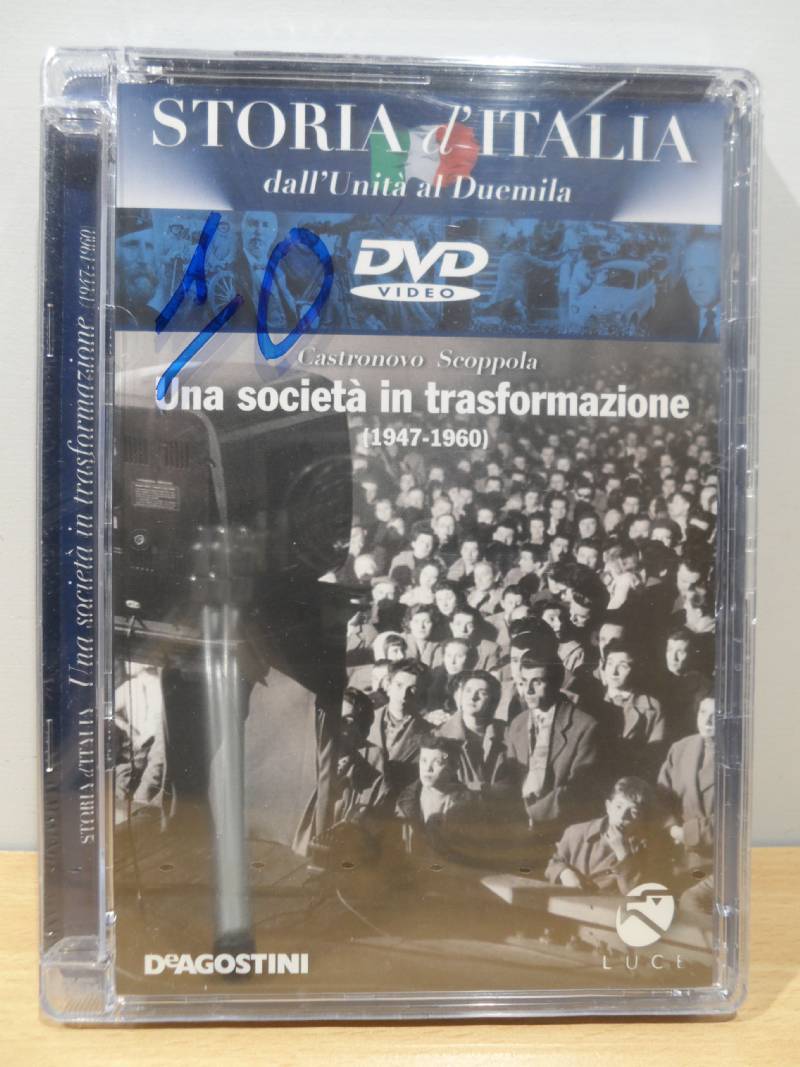 STORIA d'ITALIA
dall'Unità al Duemila
10
DVD
VIDEO
Castronovo Scoppola
Una società in trasformazione
(1947-1960)
DeAGOSTINI
LUCE
STORIA d'ITALIA Una società in trasformazione (1947-1960)